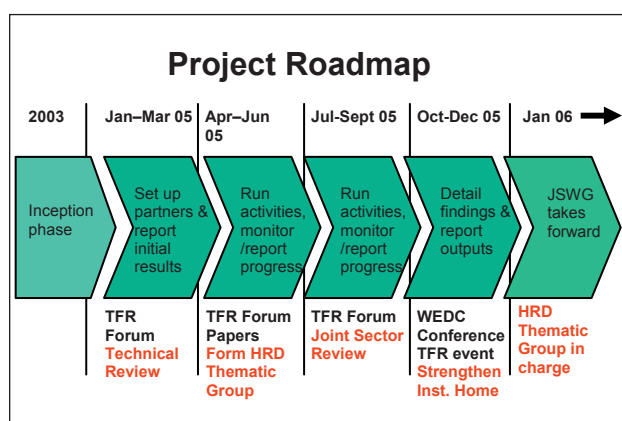 Project Roadmap
2003
Jan–Mar 05
Apr–Jun
05
Jul-Sept 05
Oct-Dec 05
Jan 06
Inception
phase
Set up
partners &
report
initial
results
Run
activities,
monitor
/report
progress
Run
activities,
monitor
/report
progress
Detail
findings &
report
outputs
JSWG
takes
forward
TFR
Forum
Technical
Review
TFR Forum
Papers
Form HRD
Thematic
Group
TFR Forum
Joint Sector
Review
WEDC
Conference
TFR event
Strengthen
Inst. Home
HRD
Thematic
Group in
charge